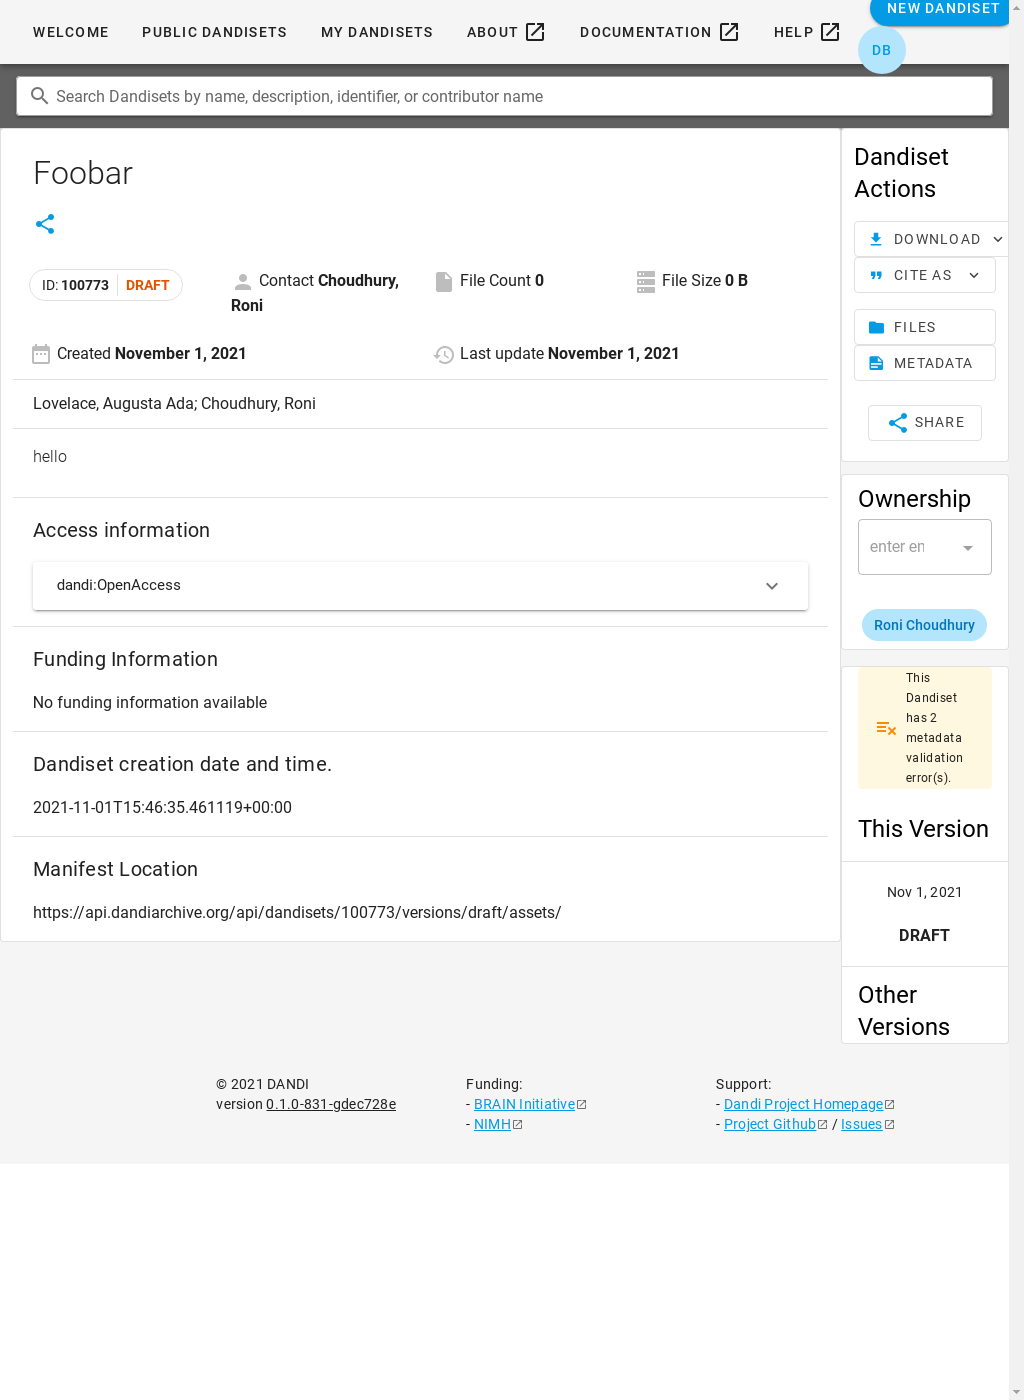 WELCOME PUBLIC DANDISETS MY DANDISETS ABOUT DOCUMENTATION HELP NEW DANDISET
DB
Search Dandisets by name, description, identifier, or contributor name
Foobar
ID: 100773 DRAFT
Contact Choudhury,
Roni
File Count 0
File Size 0 B
Created November 1, 2021
Last update November 1, 2021
Lovelace, Augusta Ada; Choudhury, Roni
hello
Access information
dandi:OpenAccess
Funding Information
No funding information available
Dandiset creation date and time.
2021-11-01T15:46:35.461119+00:00
Manifest Location
https://api.dandiarchive.org/api/dandisets/100773/versions/draft/assets/
Dandiset
Actions
DOWNLOAD
CITE AS
FILES
METADATA
SHARE
Ownership
enter en
Roni Choudhury
This
Dandiset
has 2
metadata
validation
error(s).
This Version
Nov 1, 2021
DRAFT
Other
Versions
© 2021 DANDI
version 0.1.0-831-gdec728e
Funding:
- BRAIN Initiative
- NIMH
Support:
- Dandi Project Homepage
- Project Github / Issues